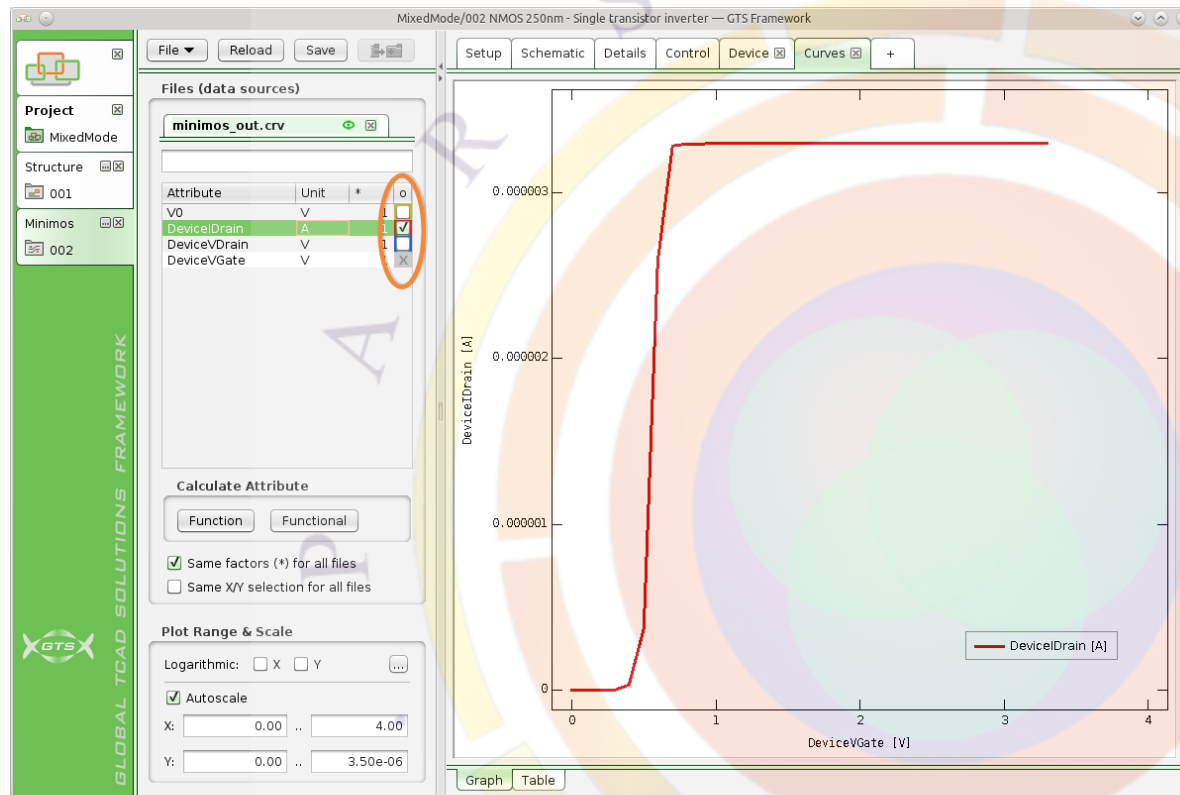 MixedMode/002 NMOS 250nm - Single transistor inverter — GTS Framework
Project
MixedMode
Structure
001
Minimos
002
GLOBAL TCAD SOLUTIONS FRAMEWORK
GTS
File Reload Save
Files (data sources)
minimos_out.crv
Attribute Unit * o
V0 V 1
DeviceIDrain A 1
DeviceVDrain V 1
DeviceVGate V X
Calculate Attribute
Function Functional
Same factors (*) for all files
Same X/Y selection for all files
Plot Range & Scale
Logarithmic: X Y ...
Autoscale
X: 0.00 .. 4.00
Y: 0.00 .. 3.50e-06
Setup Schematic Details Control Device Curves +
0.000003
0.000002
0.000001
0
DeviceIDrain [A]
0 1 2 3 4
DeviceVGate [V]
DeviceIDrain [A]
Graph Table
P A R S